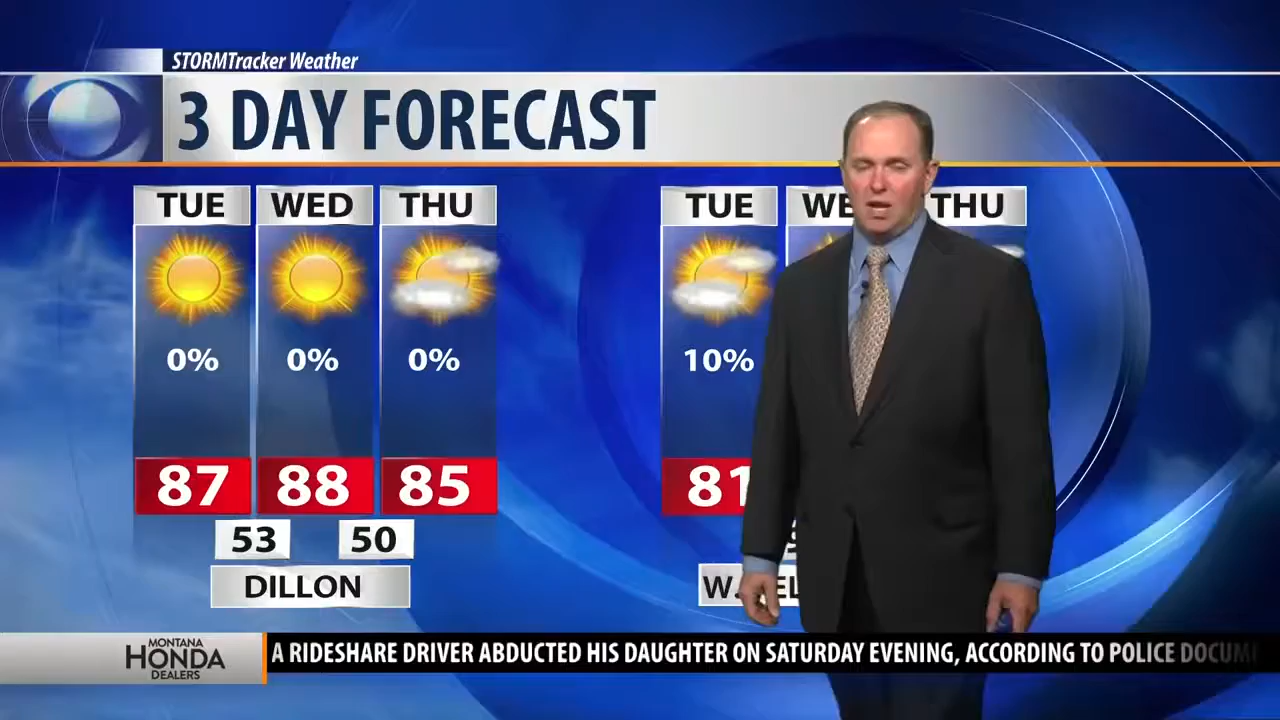 STORMTracker Weather
3 DAY FORECAST
TUE WED THU
0% 0% 0%
87 88 85
53 50
DILLON
TUE THU
10%
81
MONTANA
HONDA
DEALERS
A RIDESHARE DRIVER ABDUCTED HIS DAUGHTER ON SATURDAY EVENING, ACCORDING TO POLICE